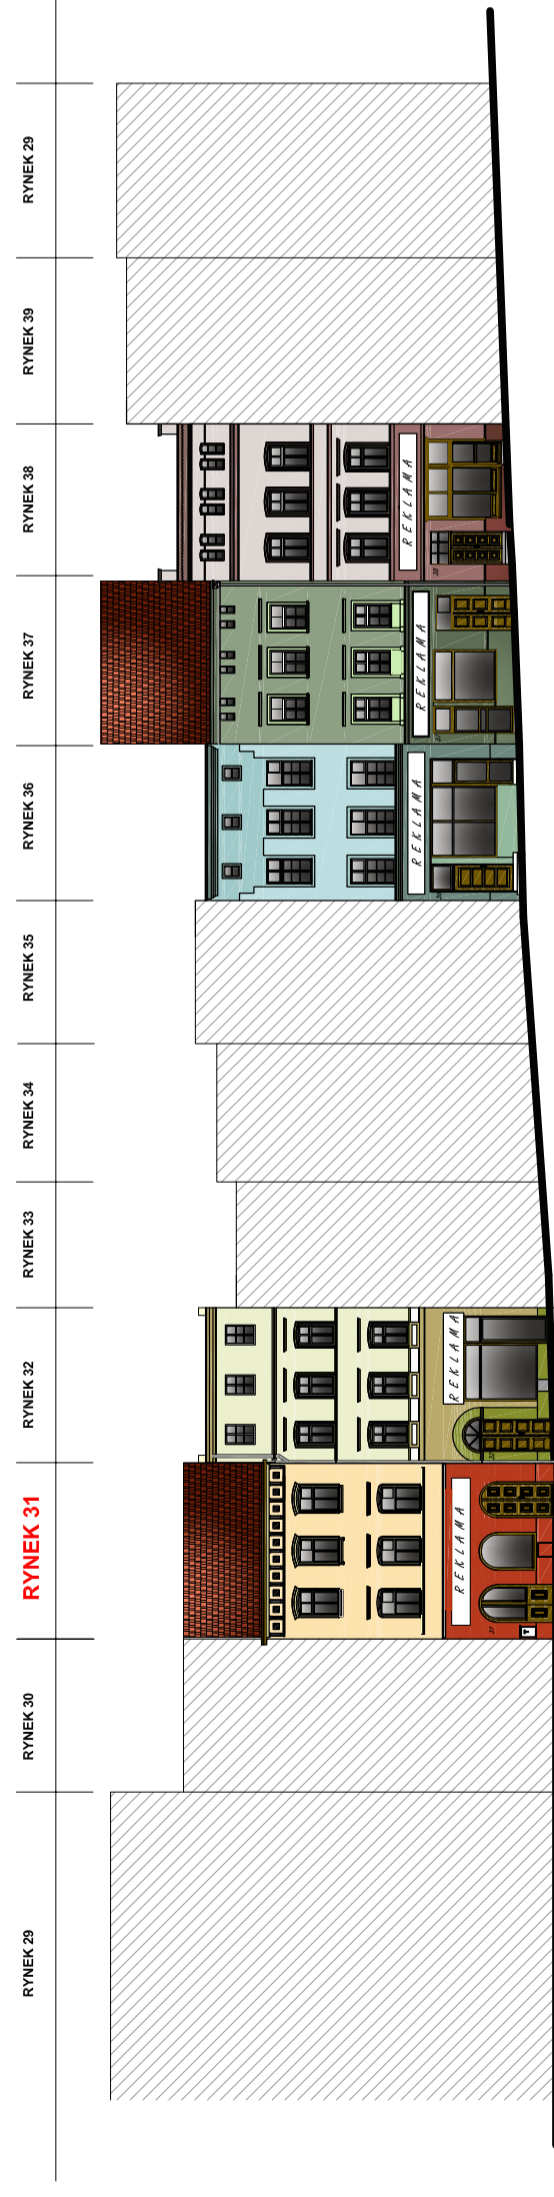 RYNEK 29
RYNEK 30
RYNEK 31
RYNEK 32
RYNEK 33
RYNEK 34
RYNEK 35
RYNEK 36
RYNEK 37
RYNEK 38
RYNEK 39
RYNEK 29
REKLAMA
REKLAMA
REKLAMA
REKLAMA
REKLAMA
38